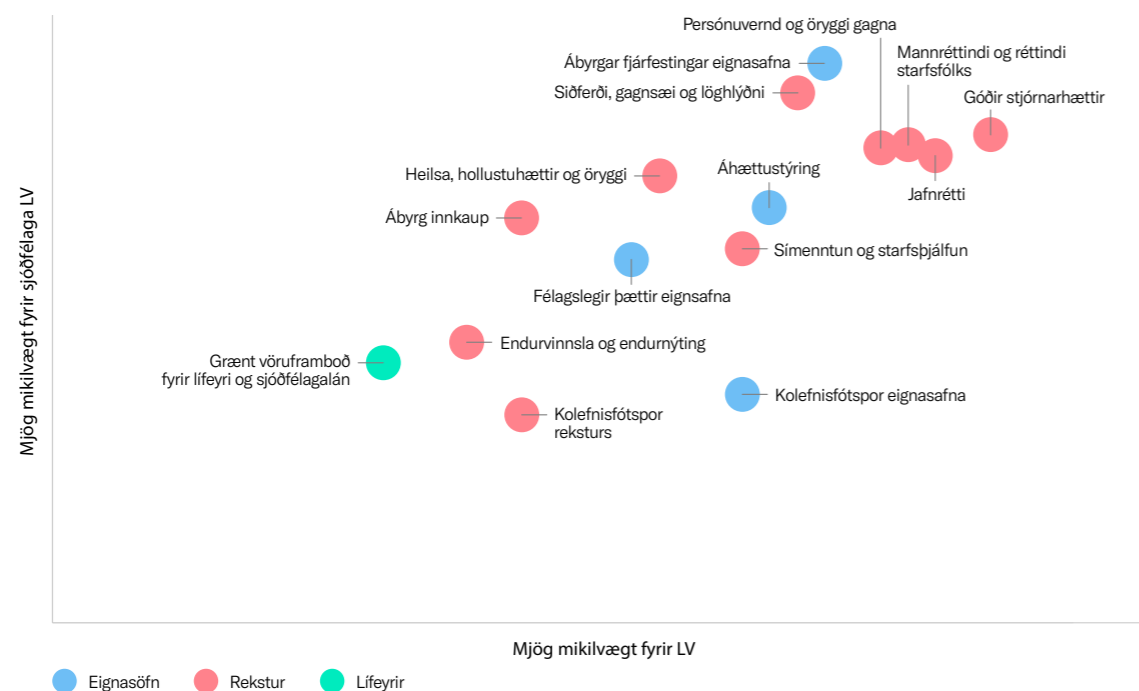 Persónuvernd og öryggi gagna
Mannréttindi og réttindi
starfsfólks
Ábyrgar fjárfestingar eignasafna
Siðferði, gagnsæi og löghlýðni
Góðir stjórnarhættir
Heilsa, hollustuhættir og öryggi
Áhættustýring
Jafnrétti
Ábyrg innkaup
Símenntun og starfsþjálfun
Félagslegir þættir eignsafna
Endurvinnsla og endurnýting
Grænt vöruframboð
fyrir lífeyri og sjóðfélagalán
Kolefnisfótspor eignasafna
Kolefnisfótspor
reksturs
Mjög mikilvægt fyrir sjóðfélaga LV
Mjög mikilvægt fyrir LV
Eignasöfn
Rekstur
Lífeyrir